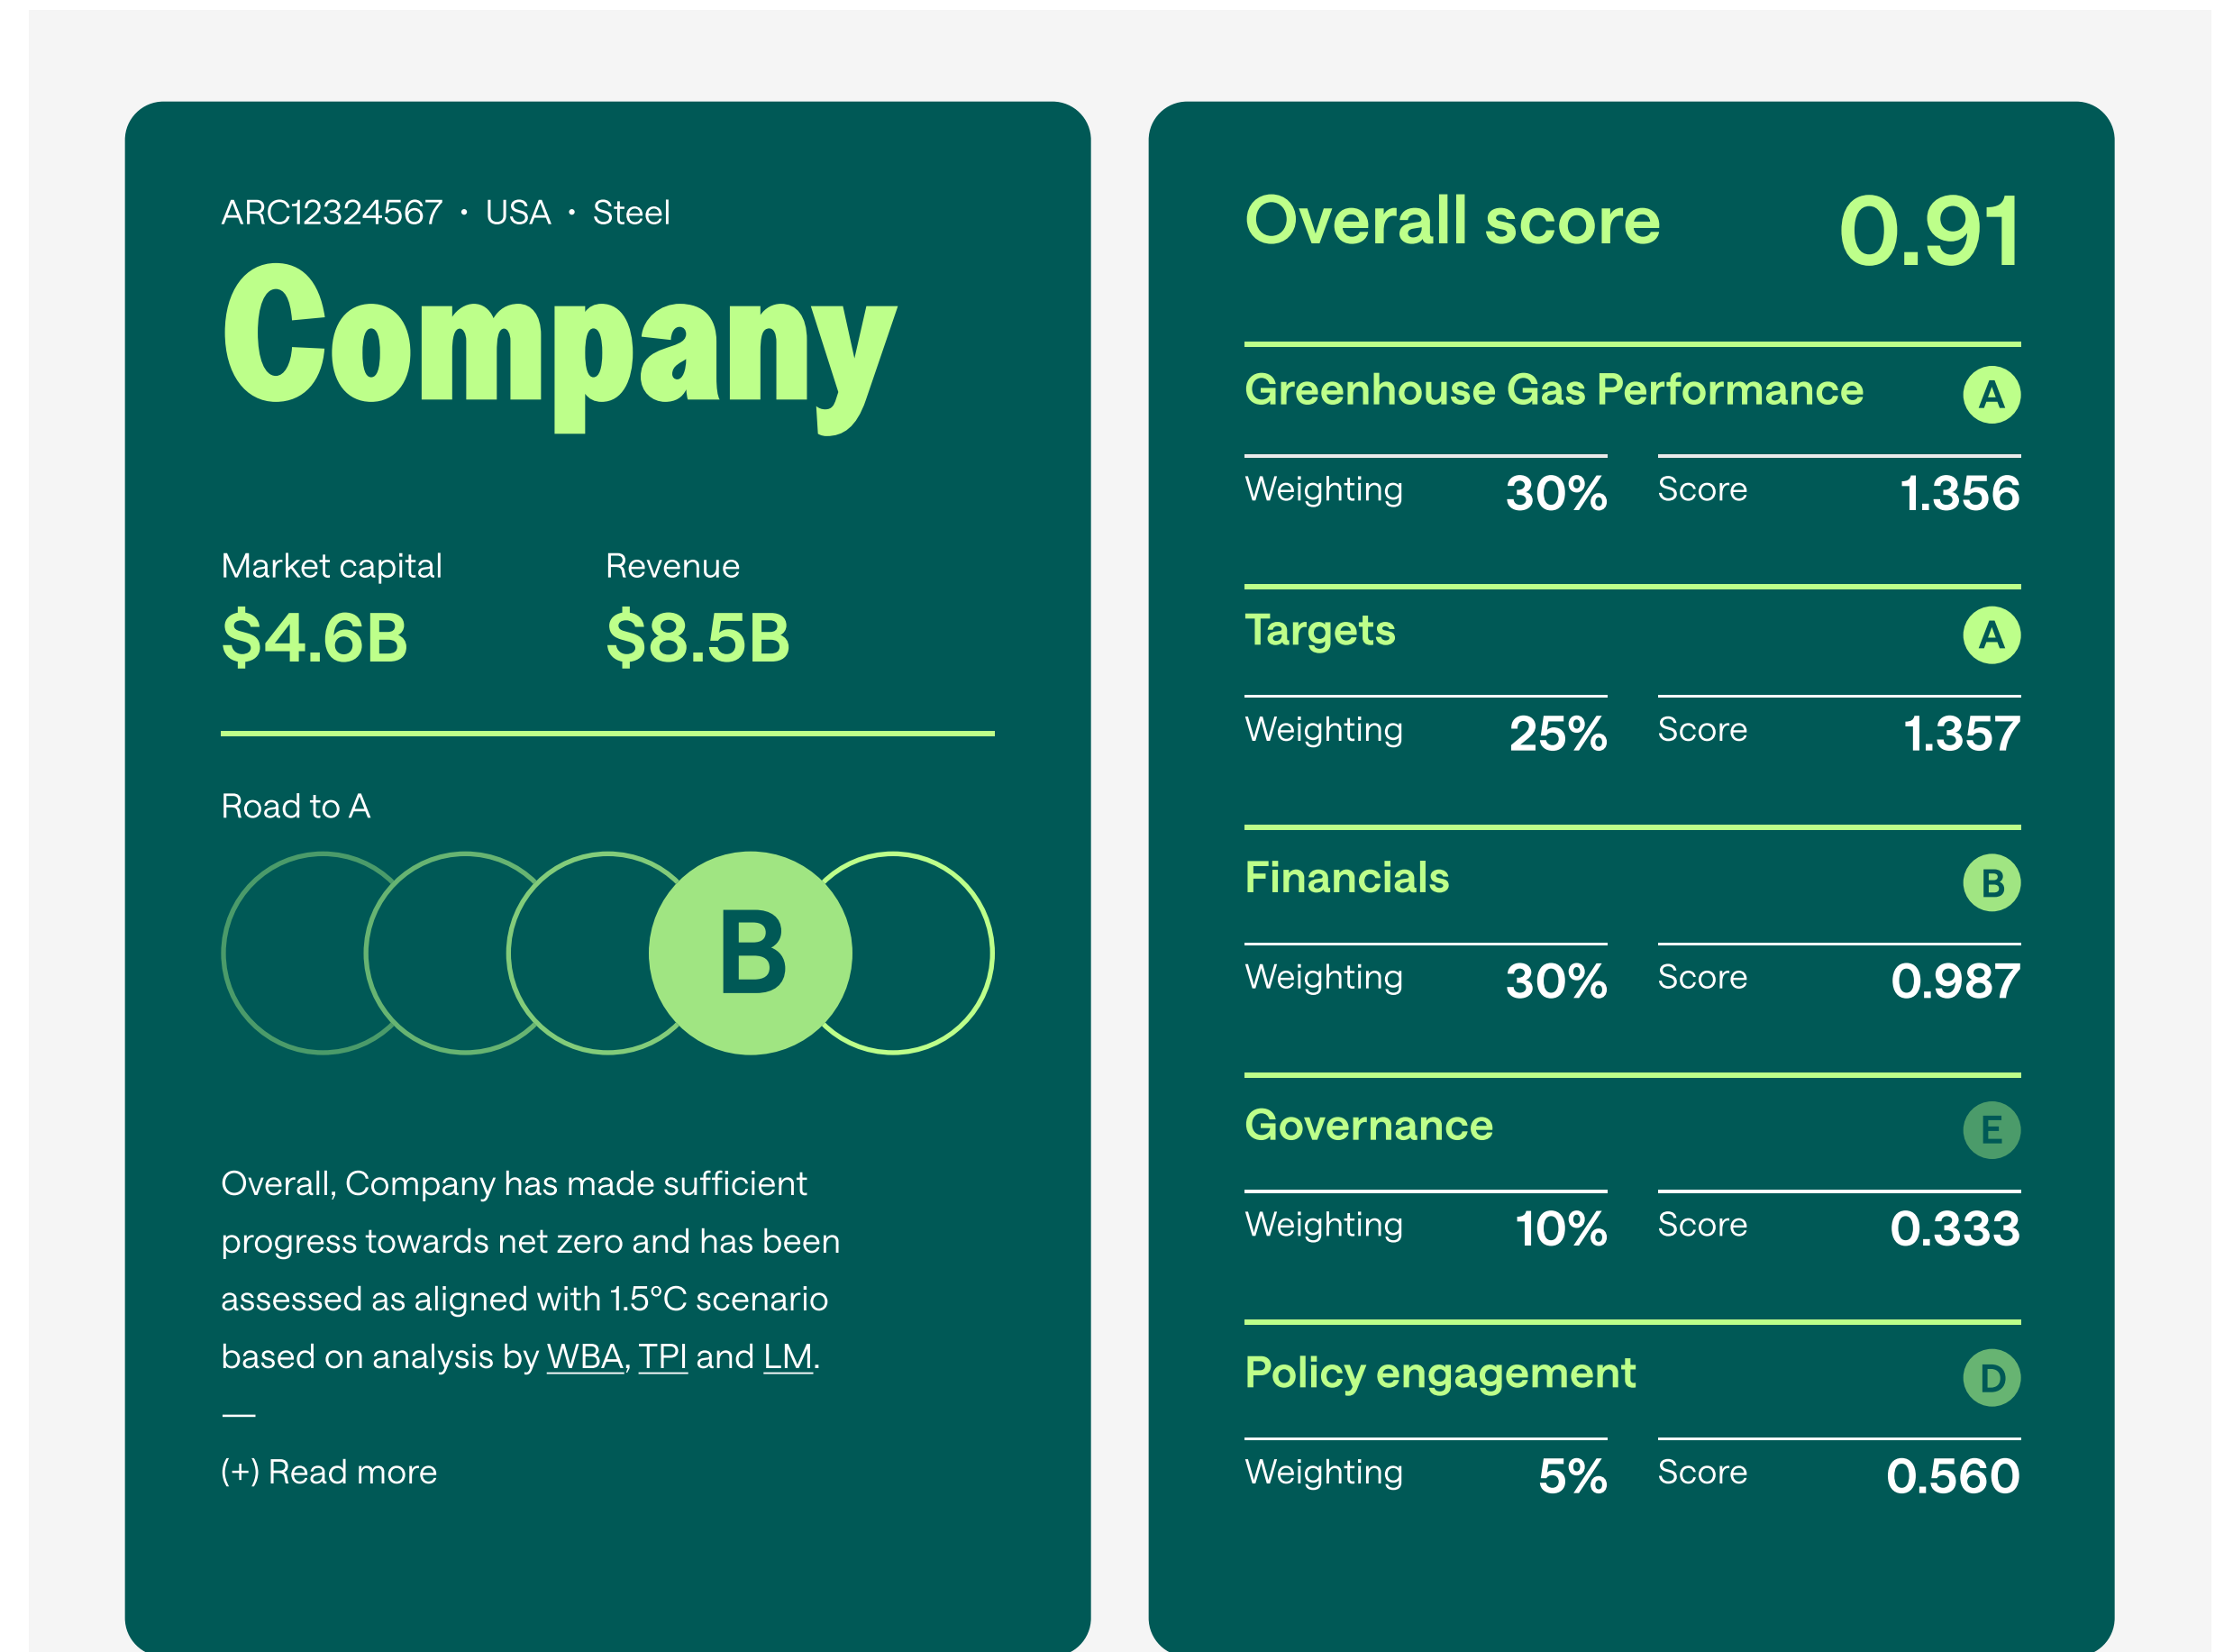 ARC12324567 • USA • Steel
Company
Market capital
Revenue
$4.6B
$8.5B
Road to A
B
Overall, Company has made sufficient
progress towards net zero and has been
assessed as aligned with 1.5°C scenario
based on analysis by WBA, TPI and LM.
—
(+) Read more
Overall score 0.91
Greenhouse Gas Performance A
Weighting 30% Score 1.356
Targets A
Weighting 25% Score 1.357
Financials B
Weighting 30% Score 0.987
Governance E
Weighting 10% Score 0.333
Policy engagement D
Weighting 5% Score 0.560